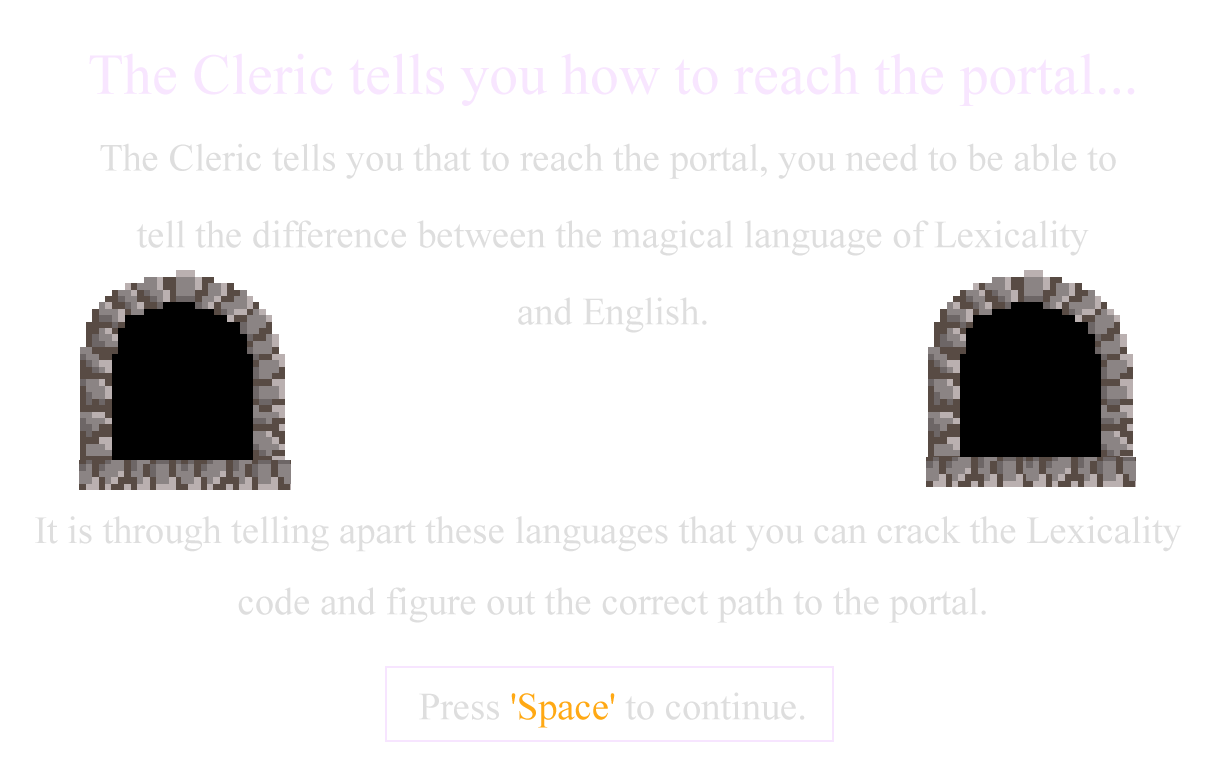 The Cleric tells you how to reach the portal...
The Cleric tells you that to reach the portal, you need to be able to
tell the difference between the magical language of Lexicality
and English.
It is through telling apart these languages that you can crack the Lexicality
code and figure out the correct path to the portal.
Press 'Space' to continue.